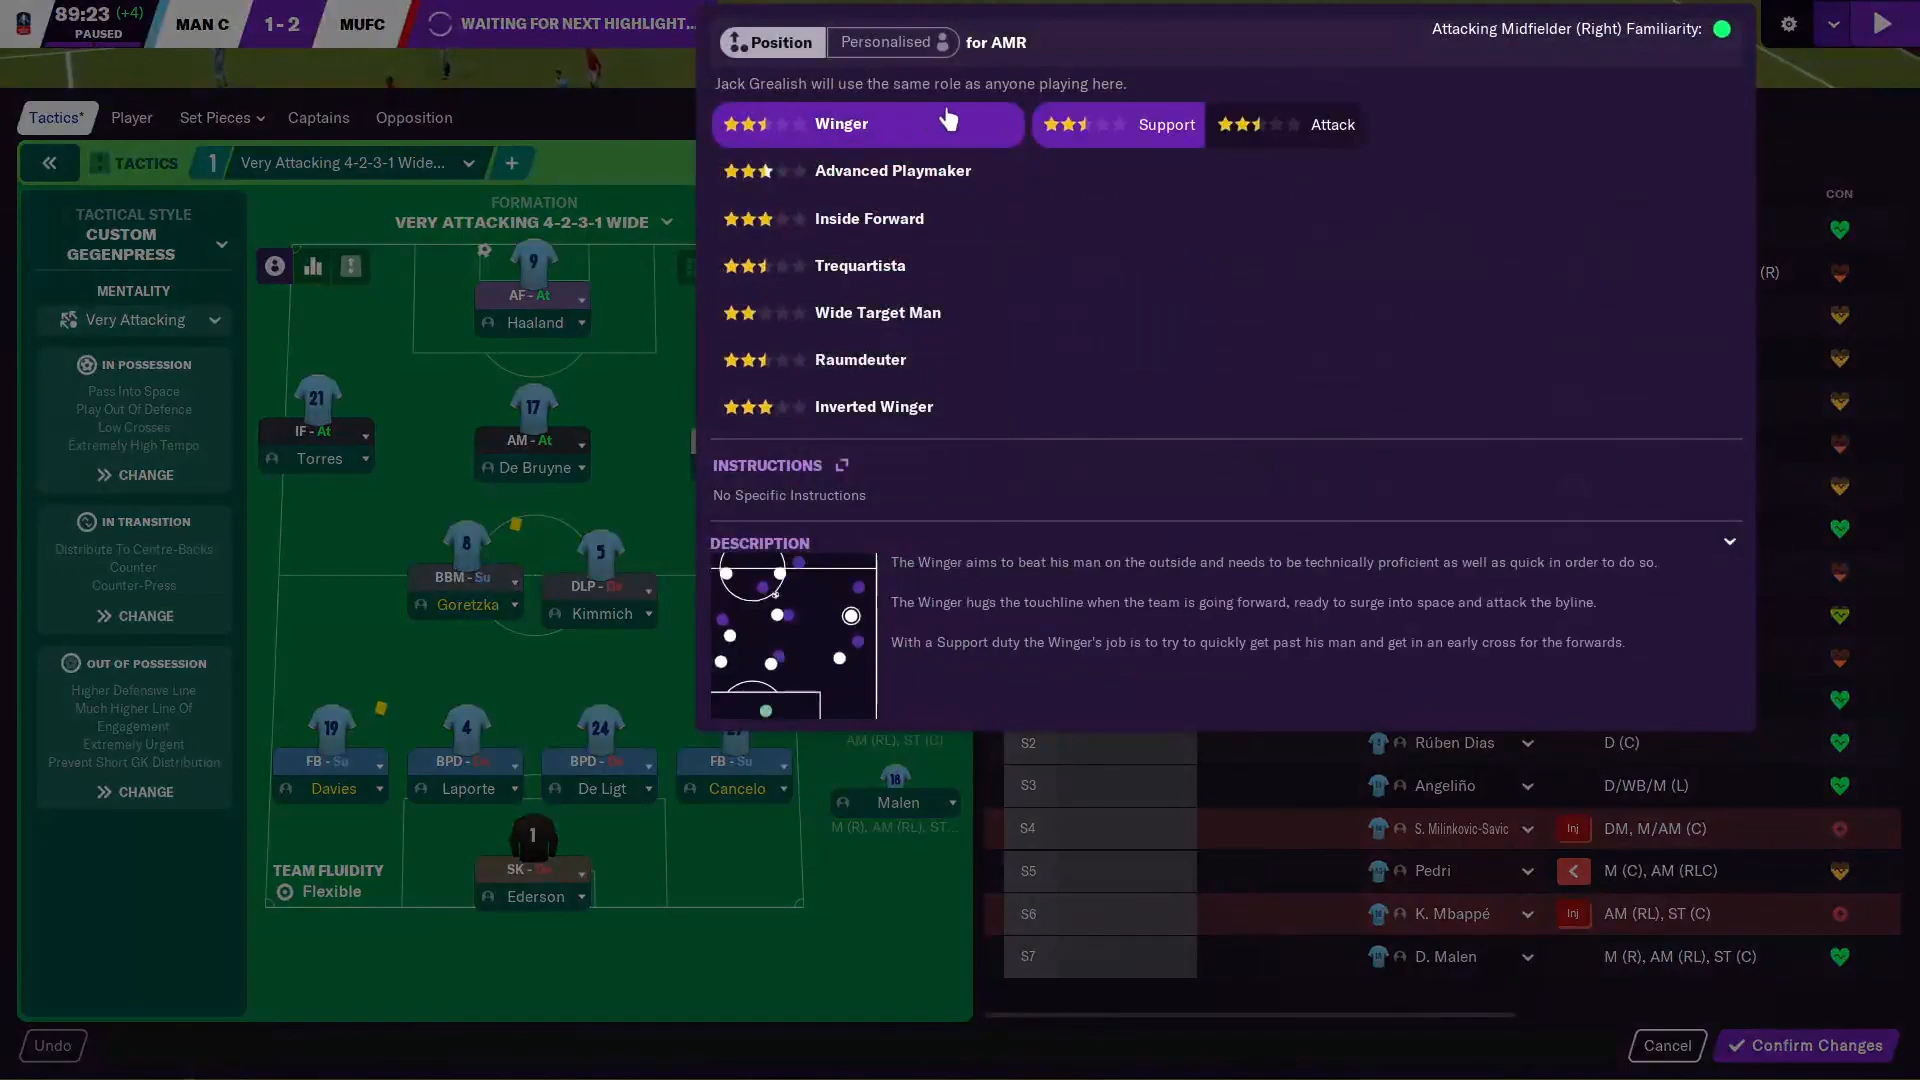 89:23 (+4)
PAUSED
MAN C
1-2
MUFC
WAITING FOR NEXT HIGHLIGHT...
Position
Personalised
for AMR
Attacking Midfielder (Right) Familiarity:
Jack Grealish will use the same role as anyone playing here.
Winger
Support
Attack
Advanced Playmaker
Inside Forward
Trequartista
Wide Target Man
Raumdeuter
Inverted Winger
INSTRUCTIONS
No Specific Instructions
DESCRIPTION
The Winger aims to beat his man on the outside and needs to be technically proficient as well as quick in order to do so.
The Winger hugs the touchline when the team is going forward, ready to surge into space and attack the byline.
With a Support duty the Winger's job is to try to quickly get past his man and get in an early cross for the forwards.
Tactics*
Player
Set Pieces
Captains
Opposition
TACTICS
1
Very Attacking 4-2-3-1 Wide...
TACTICAL STYLE
CUSTOM
GEGENPRESS
MENTALITY
Very Attacking
IN POSSESSION
Pass Into Space
Play Out Of Defence
Low Crosses
Extremely High Tempo
CHANGE
IN TRANSITION
Distribute To Centre-Backs
Counter
Counter-Press
CHANGE
OUT OF POSSESSION
Higher Defensive Line
Much Higher Line Of
Engagement
Extremely Urgent
Prevent Short GK Distribution
CHANGE
FORMATION
VERY ATTACKING 4-2-3-1 WIDE
9
AF - At
Haaland
21
IF - At
Torres
17
AM - At
De Bruyne
8
BBM - Su
Goretzka
5
DLP - De
Kimmich
19
FB - Su
Davies
4
BPD - De
Laporte
24
BPD - De
De Ligt
FB - Su
Cancelo
1
SK - De
Ederson
TEAM FLUIDITY
Flexible
AM (RL), ST (C)
18
Malen
M (R), AM (RL), ST...
CON
(R)
S2
Rúben Dias
D (C)
S3
Angeliño
D/WB/M (L)
S4
S. Milinkovic-Savic
Inj
DM, M/AM (C)
S5
Pedri
M (C), AM (RLC)
S6
K. Mbappé
Inj
AM (RL), ST (C)
S7
D. Malen
M (R), AM (RL), ST (C)
Undo
Cancel
Confirm Changes